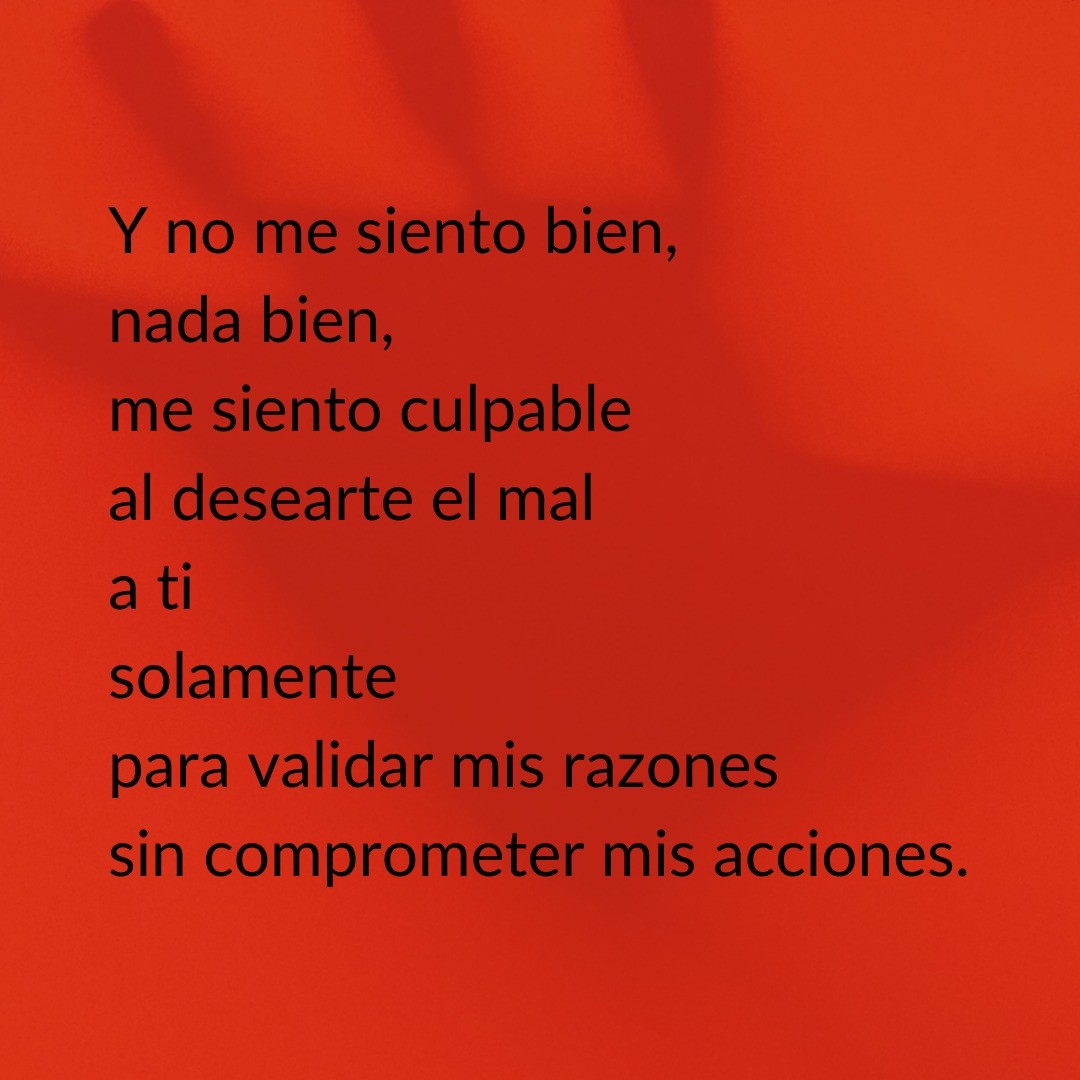 Y no me siento bien,
nada bien,
me siento culpable
al desearte el mal
a ti
solamente
para validar mis razones
sin comprometer mis acciones.